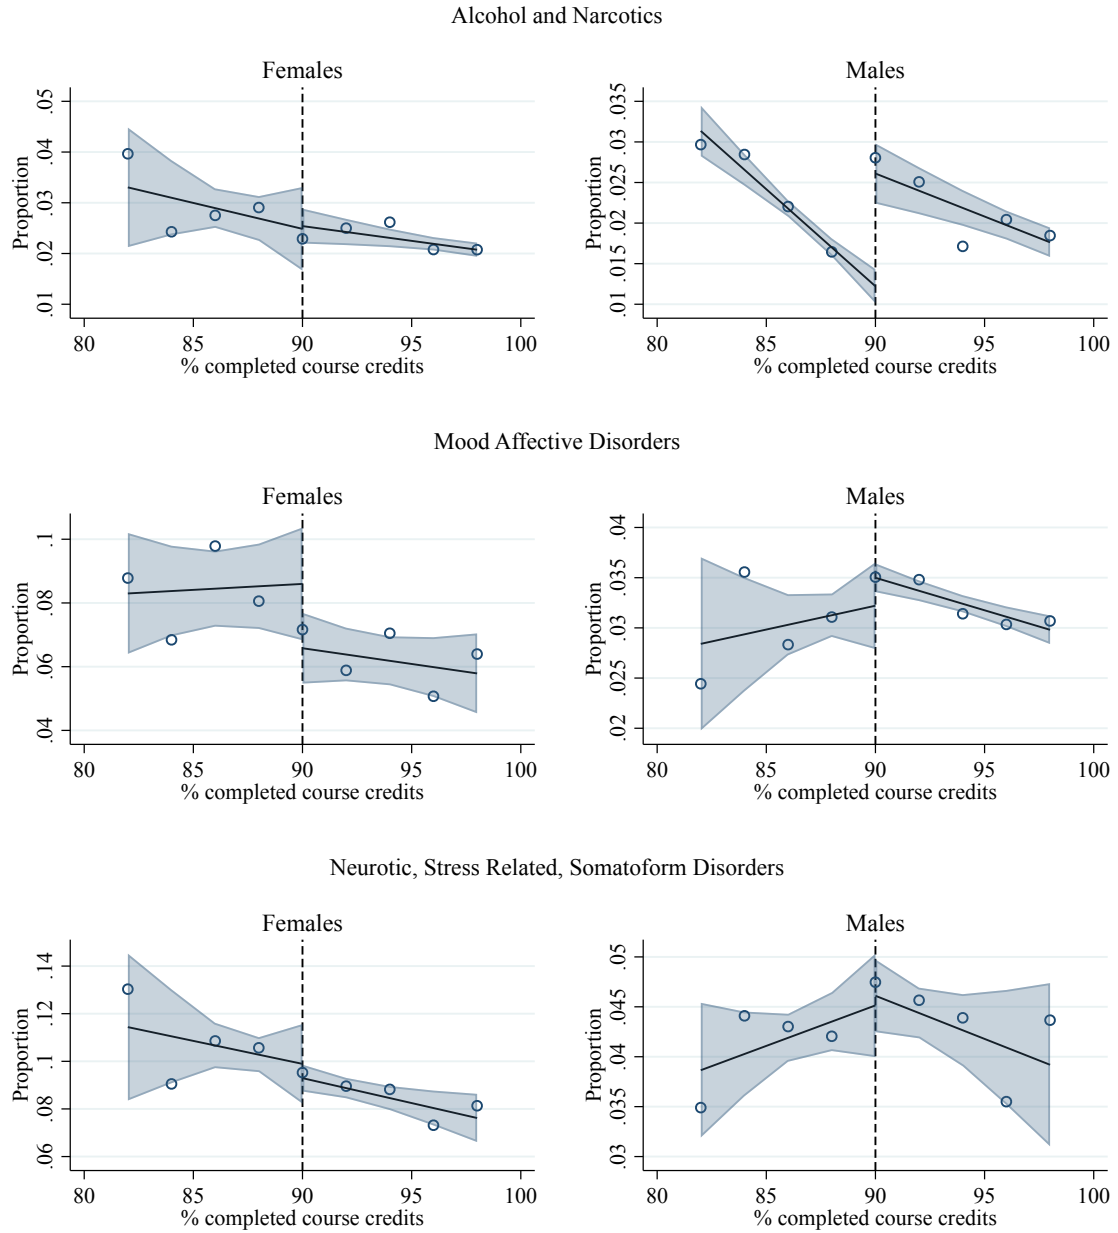 Alcohol and Narcotics
Females
Proportion
.05
.04
.03
.02
.01
80 85 90 95 100
% completed course credits
Males
Proportion
.035
.03
.025
.02
.015
.01
80 85 90 95 100
% completed course credits
Mood Affective Disorders
Females
Proportion
.1
.08
.06
.04
80 85 90 95 100
% completed course credits
Males
Proportion
.04
.035
.03
.025
.02
80 85 90 95 100
% completed course credits
Neurotic, Stress Related, Somatoform Disorders
Females
Proportion
.14
.12
.1
.08
.06
80 85 90 95 100
% completed course credits
Males
Proportion
.05
.045
.04
.035
.03
80 85 90 95 100
% completed course credits